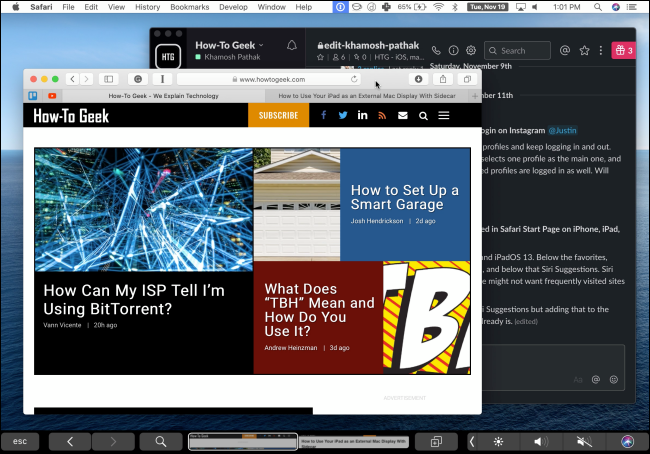 Safari File Edit View History Bookmarks Develop Window Help
65% Tue, Nov 19 1:01 PM
HTG
How-To Geek
Khamosh Pathak
edit-khamosh-pathak
6 0 HTG - iOS, ma...
Search
3
Saturday, November 9th
www.howtogeek.com
How-To Geek - We Explain Technology
How to Use Your iPad as an External Mac Display With Sidecar
How-To Geek
SUBSCRIBE
How Can My ISP Tell I'm
Using BitTorrent?
Vann Vicente | 20h ago
How to Set Up a
Smart Garage
Josh Hendrickson | 2d ago
What Does
"TBH" Mean and
How Do You
Use It?
Andrew Heinzman | 3d ago
TB
ADVERTISEMENT
mber 11th
ogin on Instagram @Justin
profiles and keep logging in and out.
selects one profile as the main one, and
ed profiles are logged in as well. Will
ed in Safari Start Page on iPhone, iPad,
und iPadOS 13. Below the favorites,
, and below that Siri Suggestions. Siri
e might not want frequently visited sites
i Suggestions but adding that to the
lready is. (edited)
Aa @
esc
How-To Geek
How to Use Your iPad as an External Mac Display With
Sidecar